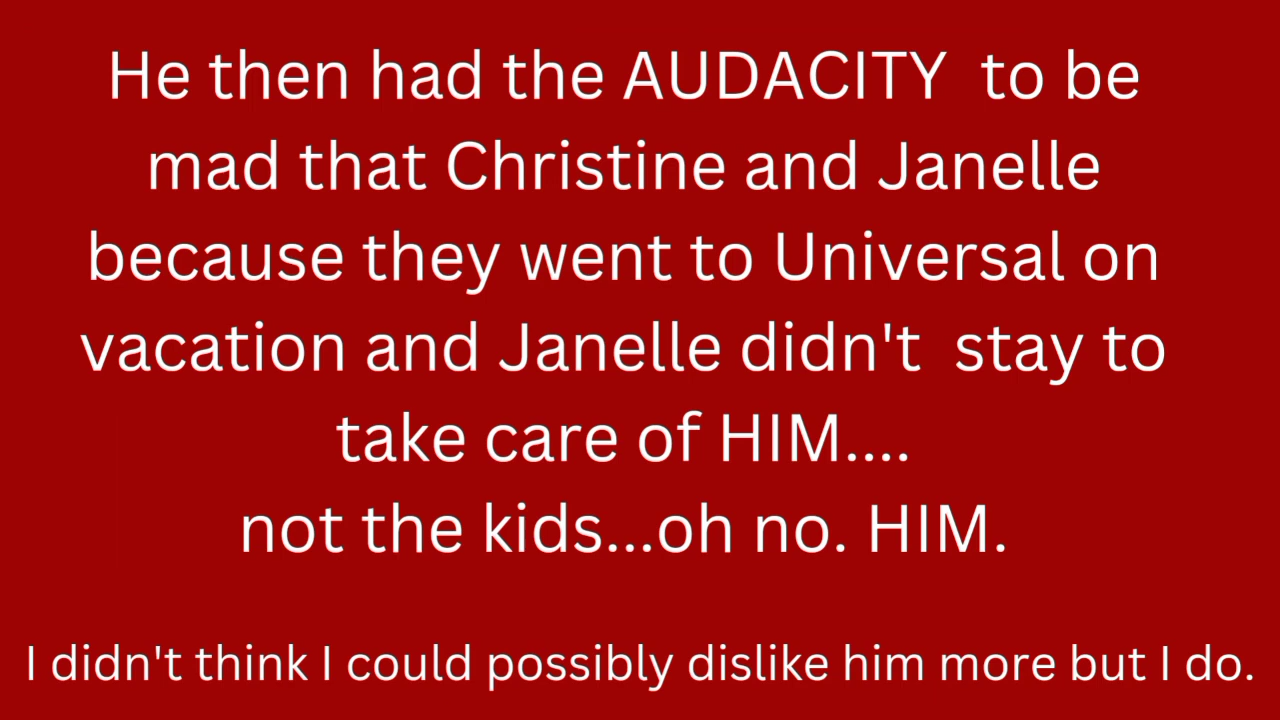 He then had the AUDACITY  to be
mad that Christine and Janelle
because they went to Universal on
vacation and Janelle didn't  stay to
take care of HIM....
not the kids...oh no. HIM.
I didn't think I could possibly dislike him more but I do.